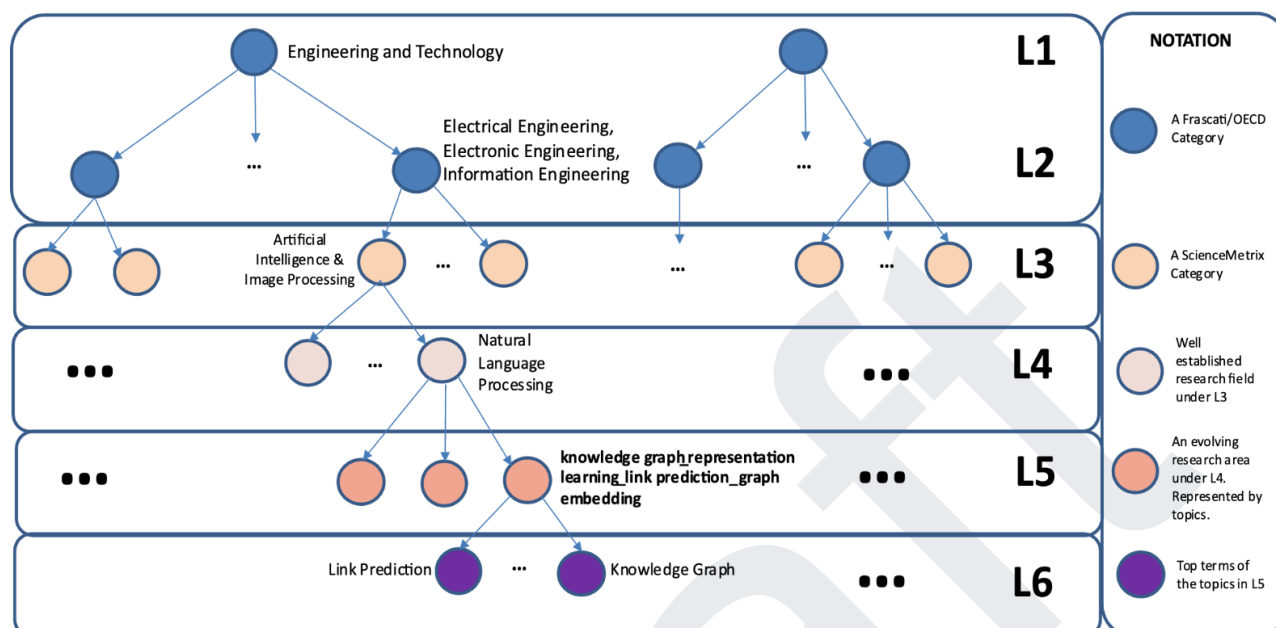 Engineering and Technology
L1
Electrical Engineering,
Electronic Engineering,
Information Engineering
...
...
L2
Artificial
Intelligence &
Image Processing
...
...
...
L3
...
...
Natural
Language
Processing
...
L4
...
knowledge graph_representation
learning_link prediction_graph
embedding
...
L5
Link Prediction
...
Knowledge Graph
...
L6
NOTATION
A Frascati/OECD
Category
A ScienceMetrix
Category
Well
established
research field
under L3
An evolving
research area
under L4.
Represented by
topics.
Top terms of
the topics in L5